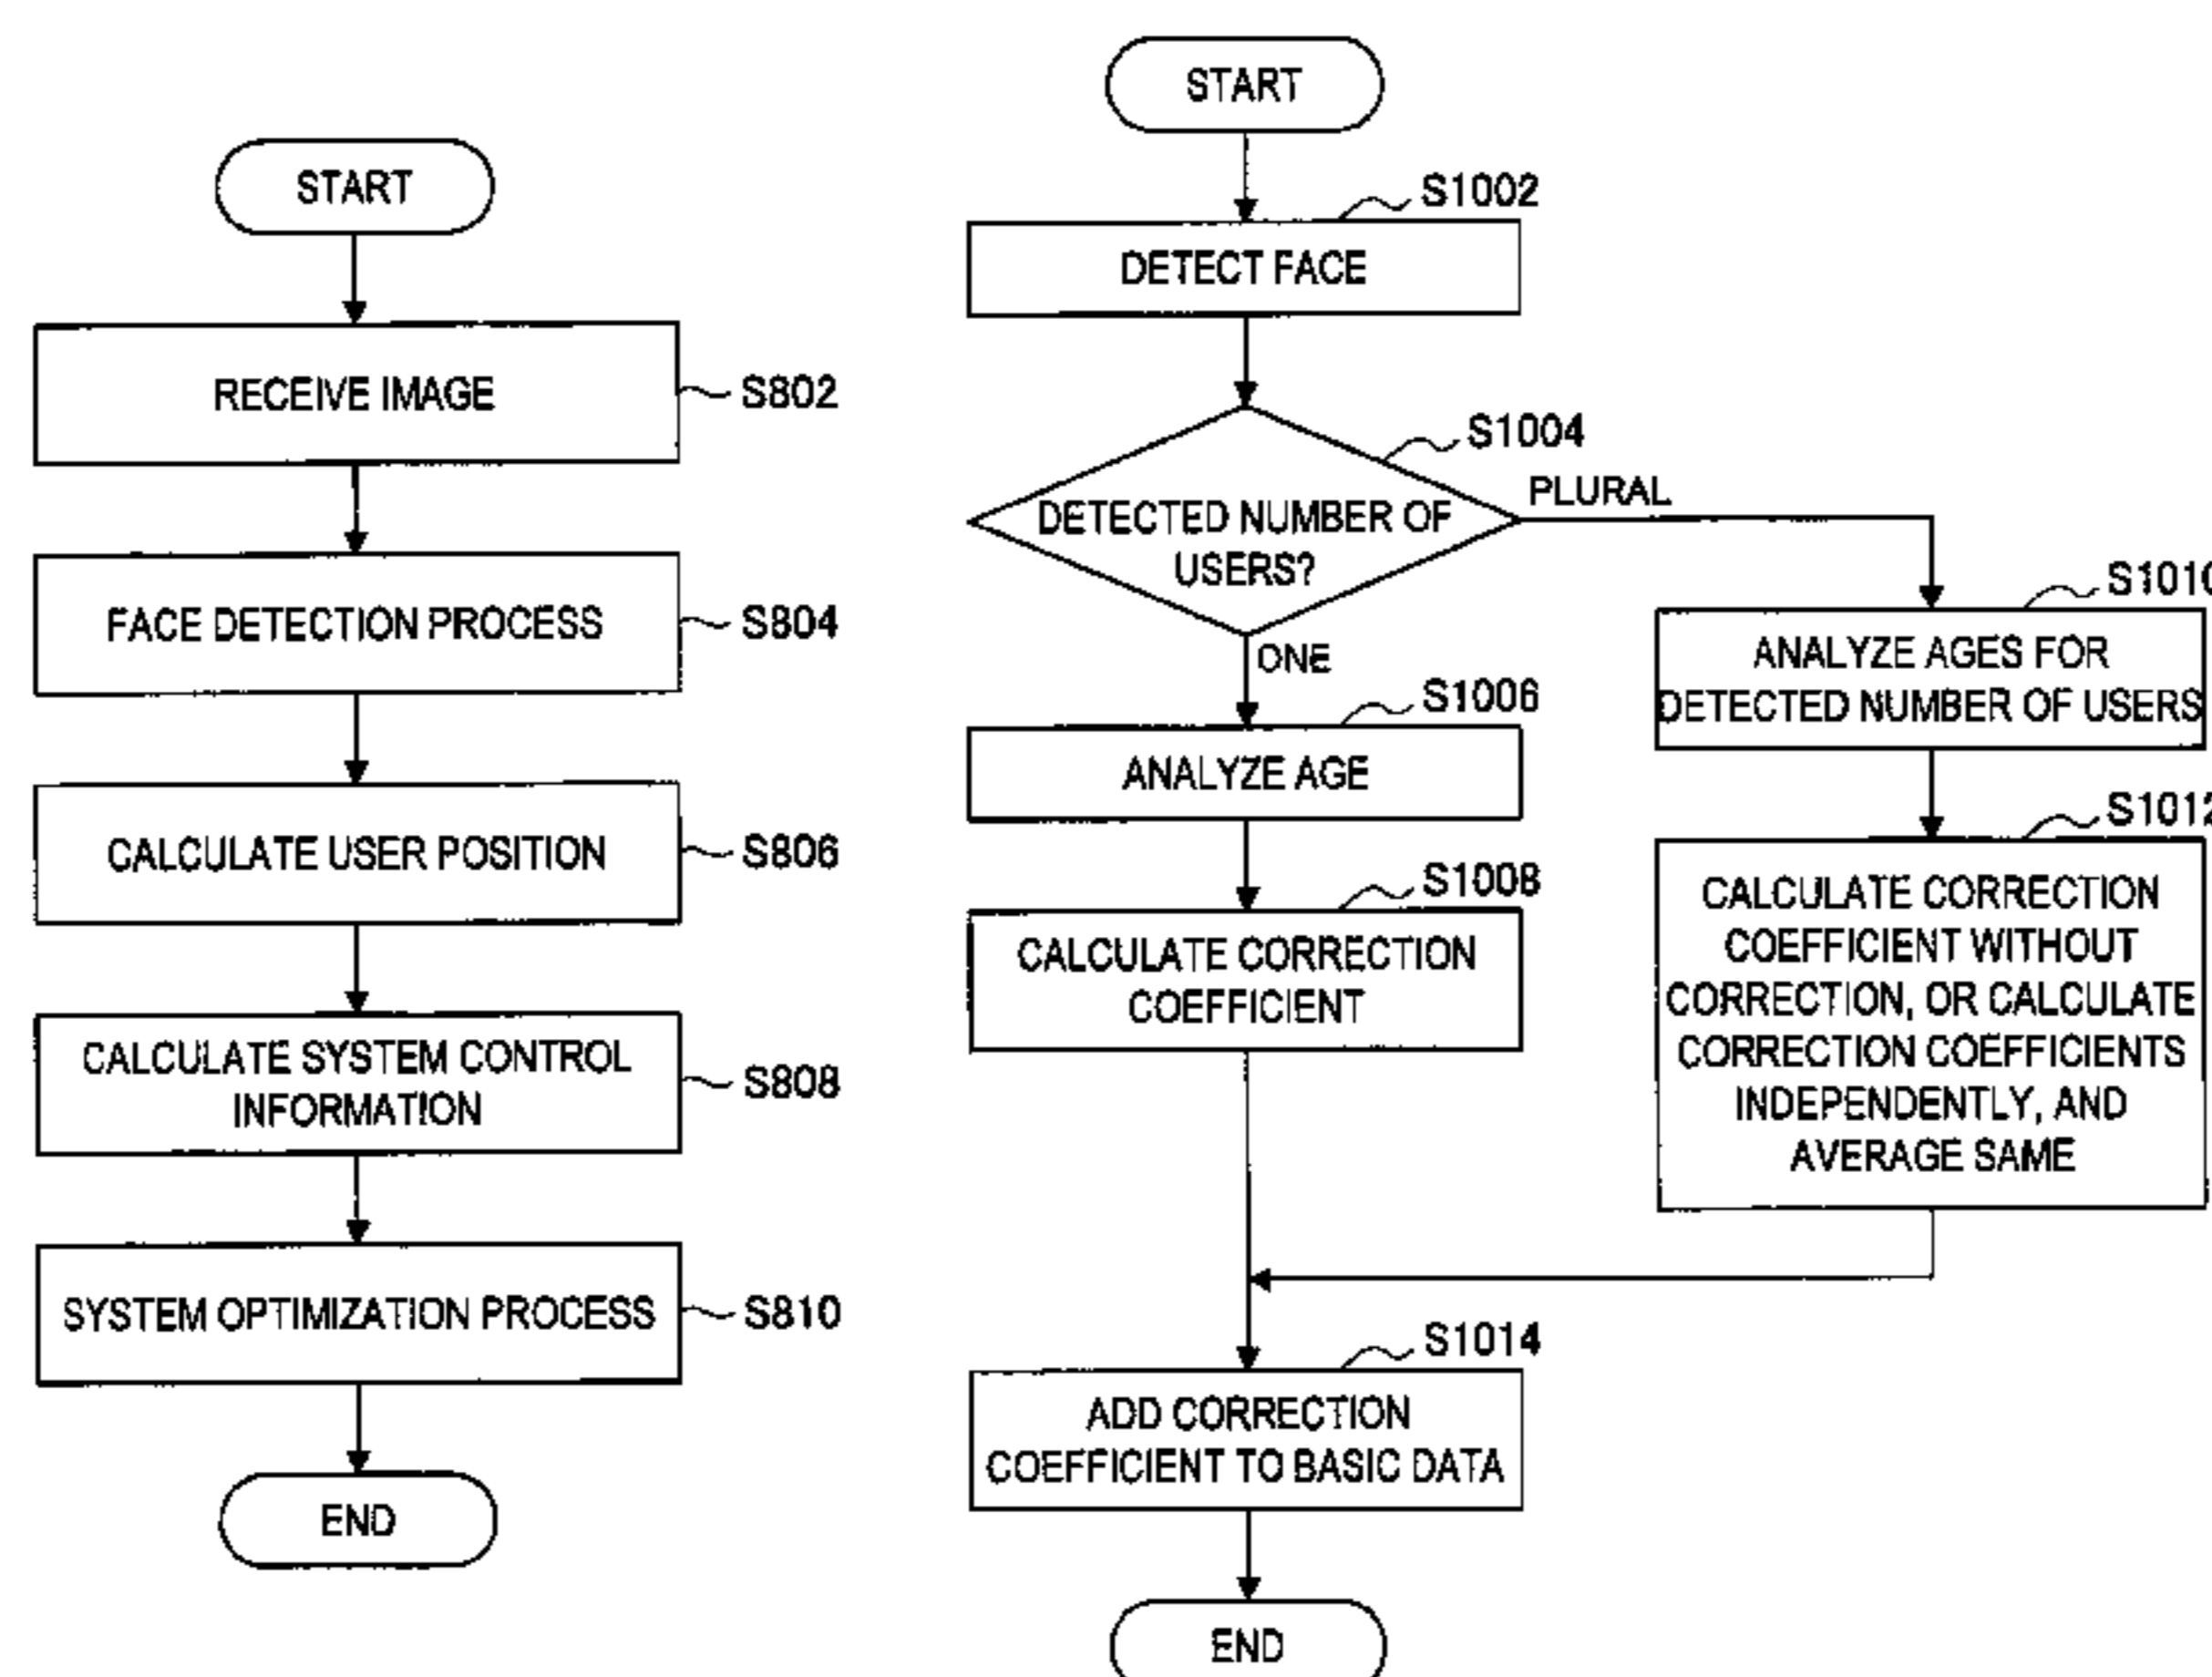 START
RECEIVE IMAGE
S802
FACE DETECTION PROCESS
S804
CALCULATE USER POSITION
S806
CALCULATE SYSTEM CONTROL
INFORMATION
S808
SYSTEM OPTIMIZATION PROCESS
S810
END
START
S1002
DETECT FACE
S1004
DETECTED NUMBER OF
USERS?
PLURAL
ONE
S1006
ANALYZE AGE
S1008
CALCULATE CORRECTION
COEFFICIENT
S1010
ANALYZE AGES FOR
DETECTED NUMBER OF USERS
S1012
CALCULATE CORRECTION
COEFFICIENT WITHOUT
CORRECTION, OR CALCULATE
CORRECTION COEFFICIENTS
INDEPENDENTLY, AND
AVERAGE SAME
S1014
ADD CORRECTION
COEFFICIENT TO BASIC DATA
END